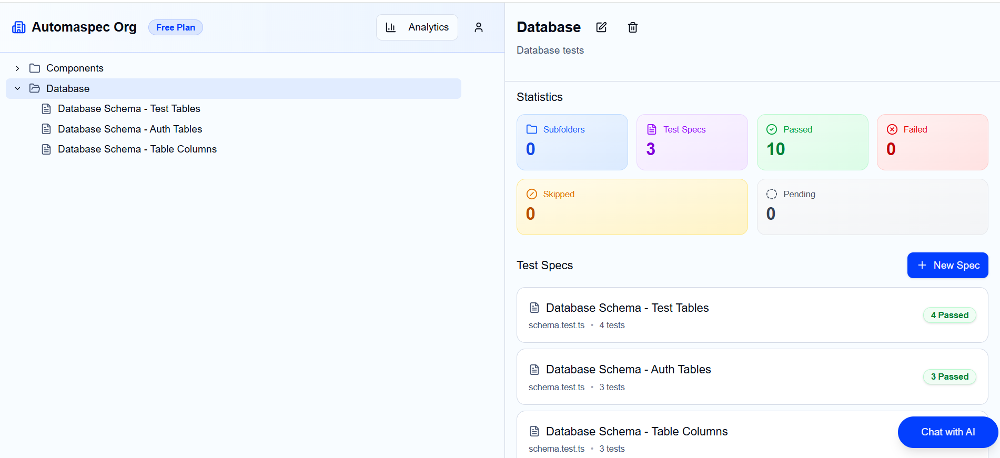 Automaspec Org
Free Plan
Analytics
Components
Database
Database Schema - Test Tables
Database Schema - Auth Tables
Database Schema - Table Columns
Database
Database tests
Statistics
Subfolders
0
Test Specs
3
Passed
10
Failed
0
Skipped
0
Pending
0
Test Specs
New Spec
Database Schema - Test Tables
schema.test.ts • 4 tests
4 Passed
Database Schema - Auth Tables
schema.test.ts • 3 tests
3 Passed
Database Schema - Table Columns
schema.test.ts • 3 tests
Chat with AI